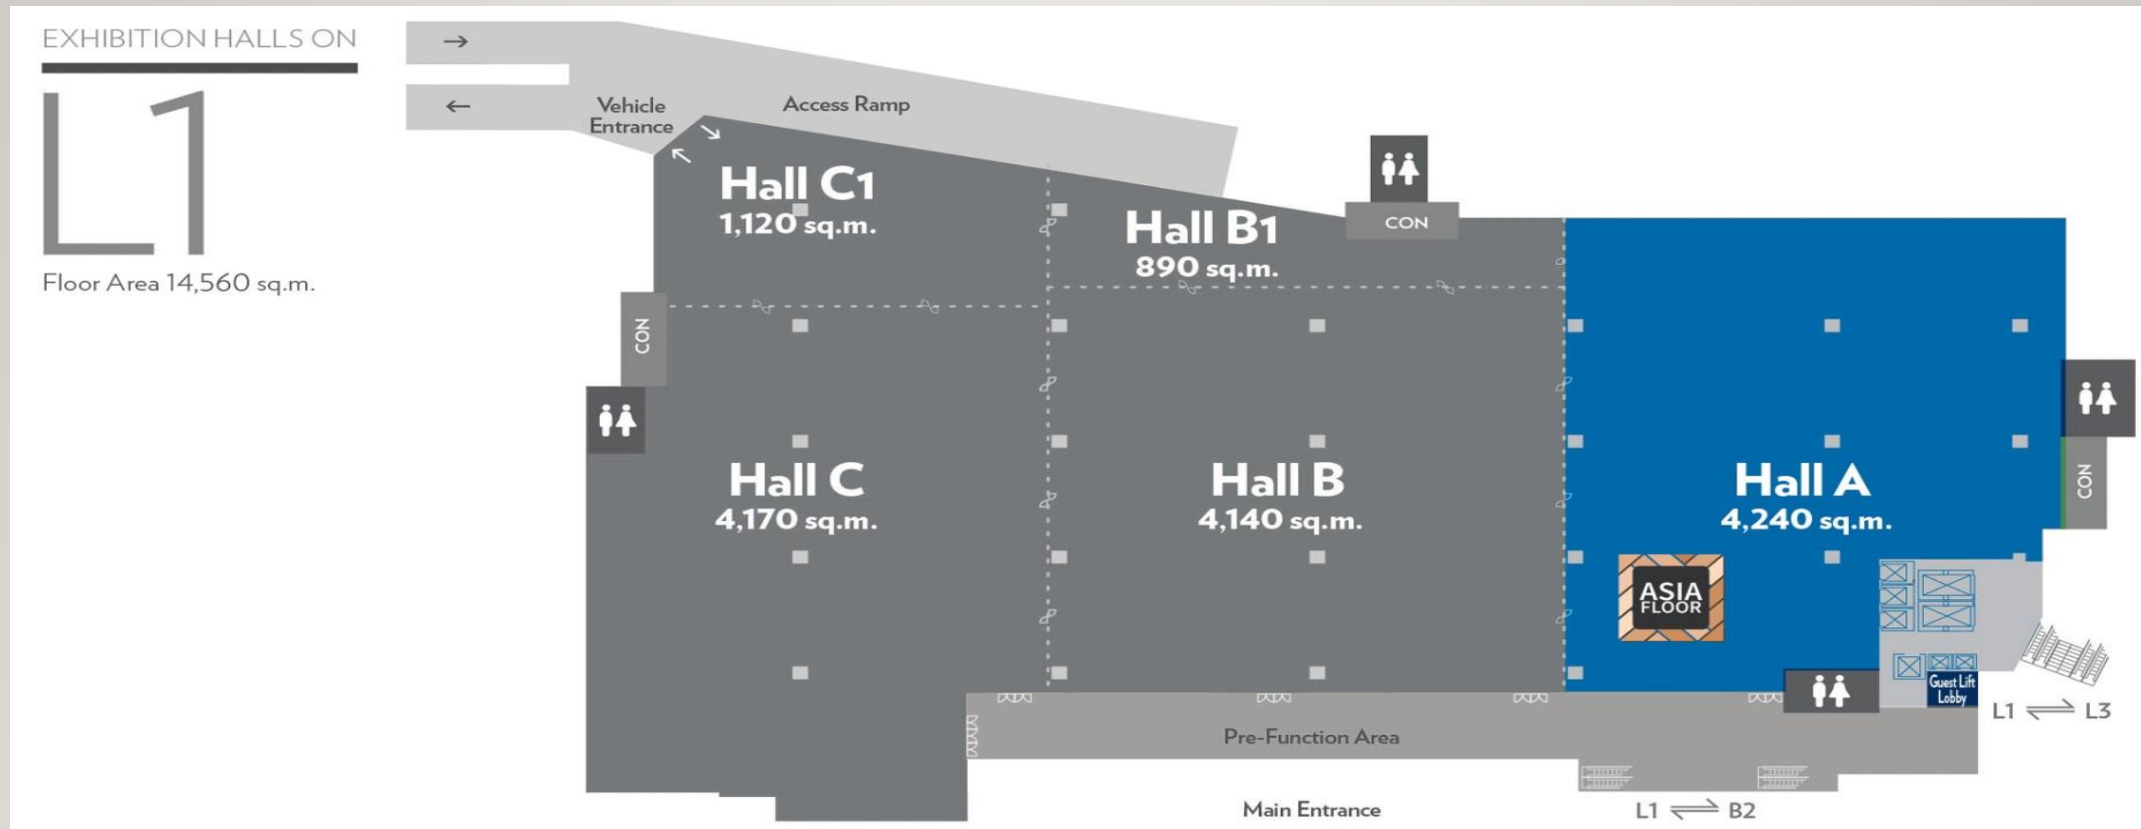 EXHIBITION HALLS ON
L1
Floor Area 14,560 sq.m.
→
←
Vehicle
Entrance
Access Ramp
Hall C1
1,120 sq.m.
Hall B1
890 sq.m.
CON
CON
Hall C
4,170 sq.m.
Hall B
4,140 sq.m.
Hall A
4,240 sq.m.
CON
ASIA
FLOOR
Guest Lift
Lobby
L1 ⇌ L3
Pre-Function Area
Main Entrance
L1 ⇌ B2